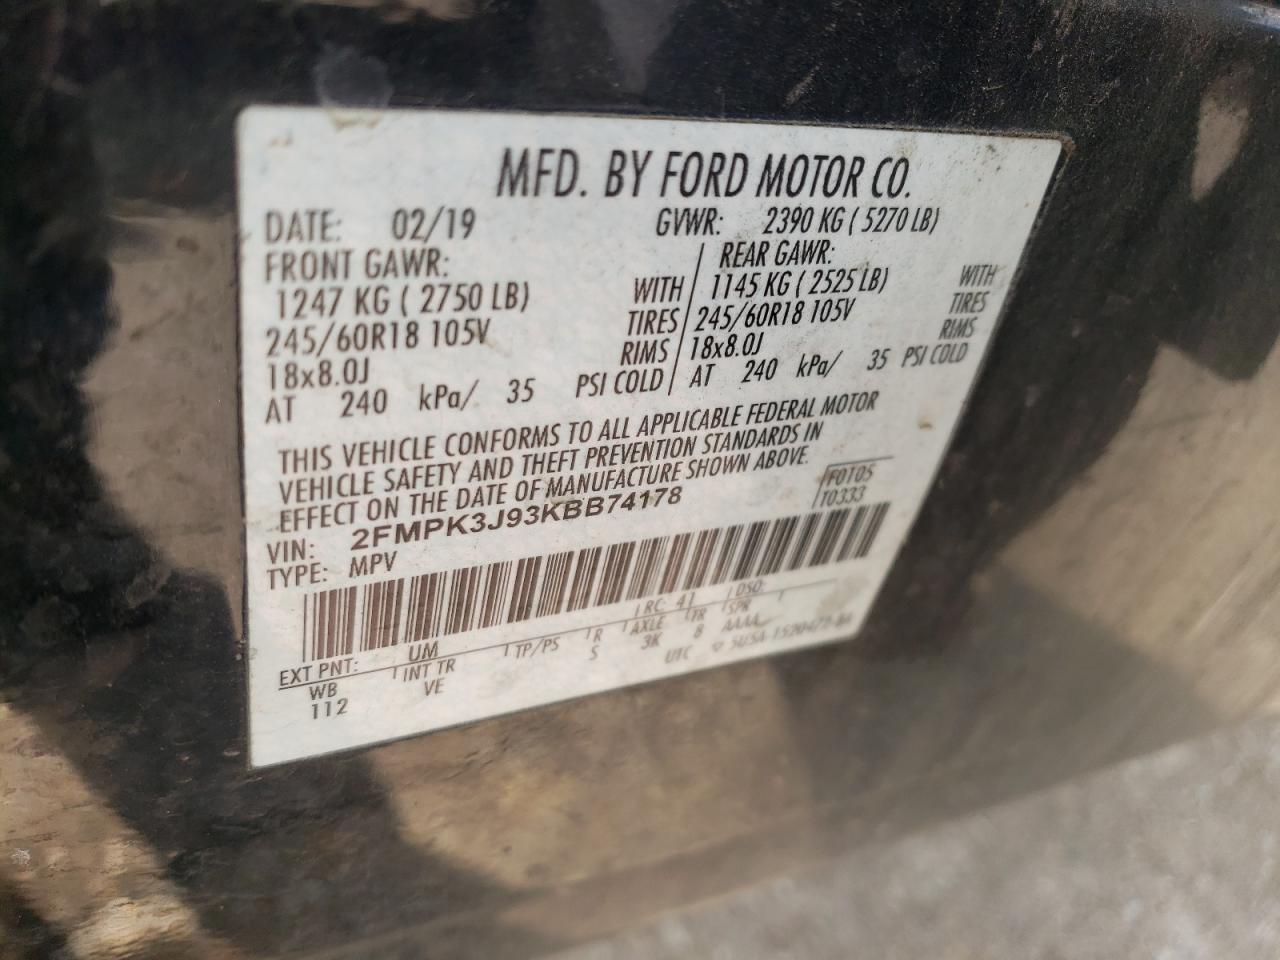 MFD. BY FORD MOTOR CO.
DATE: 02/19 GVWR: 2390 KG ( 5270 LB)
FRONT GAWR: REAR GAWR:
1247 KG ( 2750 LB) WITH 1145 KG ( 2525 LB) WITH
245/60R18 105V TIRES 245/60R18 105V TIRES
18x8.0J RIMS 18x8.0J RIMS
AT 240 kPa/ 35 PSI COLD AT 240 kPa/ 35 PSI COLD
THIS VEHICLE CONFORMS TO ALL APPLICABLE FEDERAL MOTOR
VEHICLE SAFETY AND THEFT PREVENTION STANDARDS IN
EFFECT ON THE DATE OF MANUFACTURE SHOWN ABOVE.
VIN: 2FMPK3J93KBB74178 F0T05
TYPE: MPV T0333
EXT PNT: UM RC: 41 DSO:
WB INT TR TP/PS R AXLE TR SPR
112 VE S 3K 8 AAAA
UTC